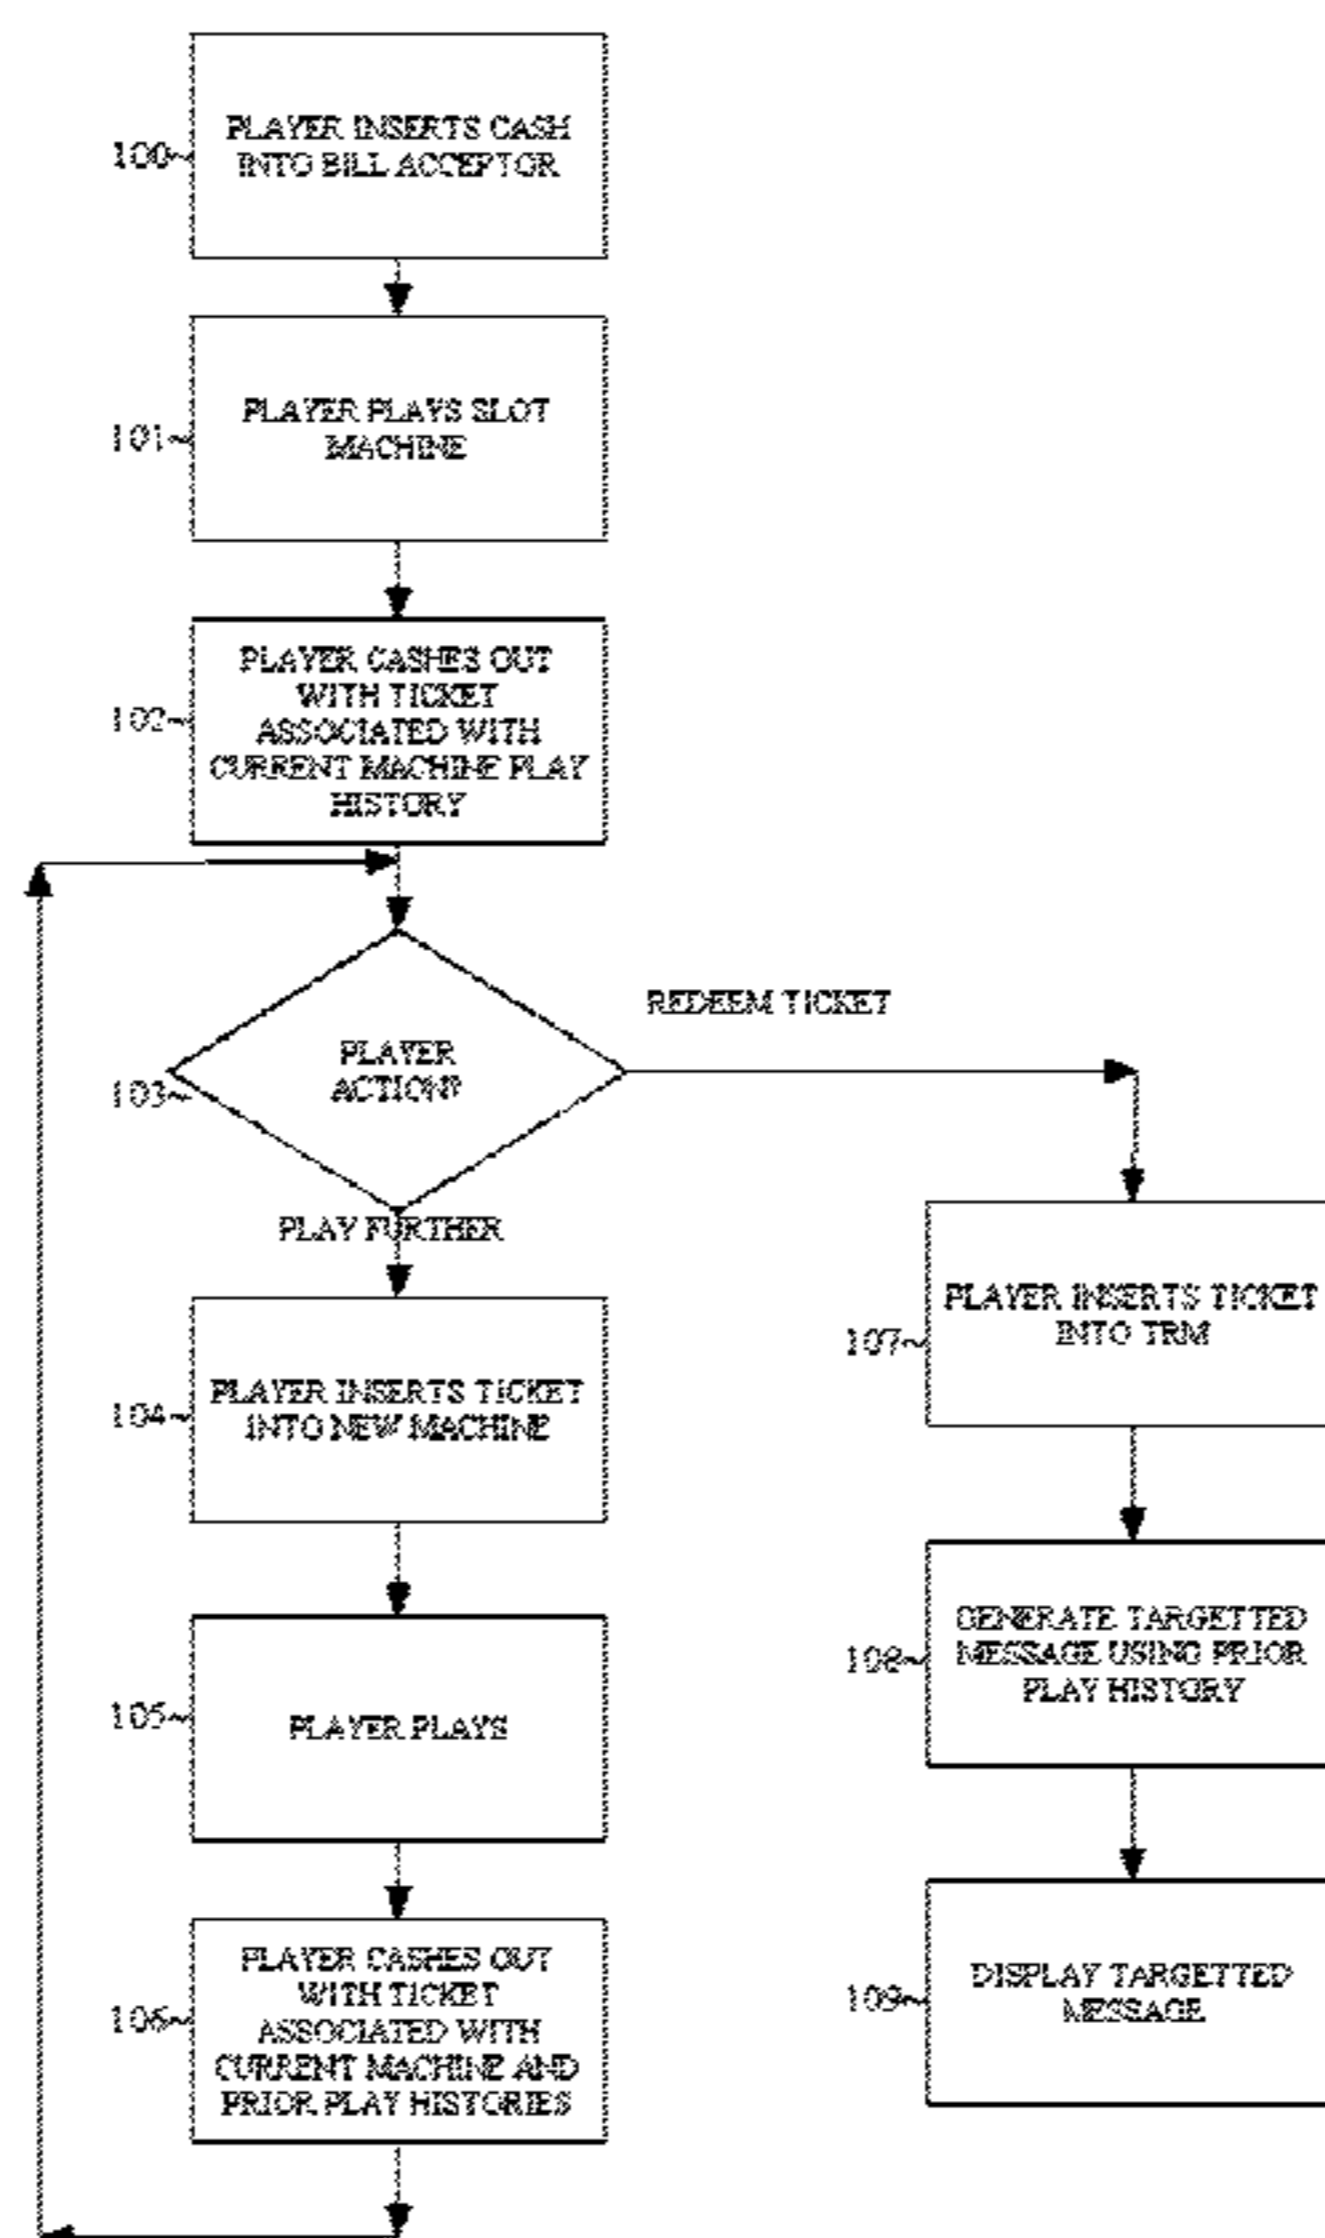 100~
PLAYER INSERTS CASH
INTO BILL ACCEPTOR
101~
PLAYER PLAYS SLOT
MACHINE
102~
PLAYER CASHES OUT
WITH TICKET
ASSOCIATED WITH
CURRENT MACHINE PLAY
HISTORY
103~
PLAYER
ACTION?
REDEEM TICKET
PLAY FURTHER
104~
PLAYER INSERTS TICKET
INTO NEW MACHINE
105~
PLAYER PLAYS
106~
PLAYER CASHES OUT
WITH TICKET
ASSOCIATED WITH
CURRENT MACHINE AND
PRIOR PLAY HISTORIES
107~
PLAYER INSERTS TICKET
INTO TRM
108~
GENERATE TARGETTED
MESSAGE USING PRIOR
PLAY HISTORY
109~
DISPLAY TARGETTED
MESSAGE